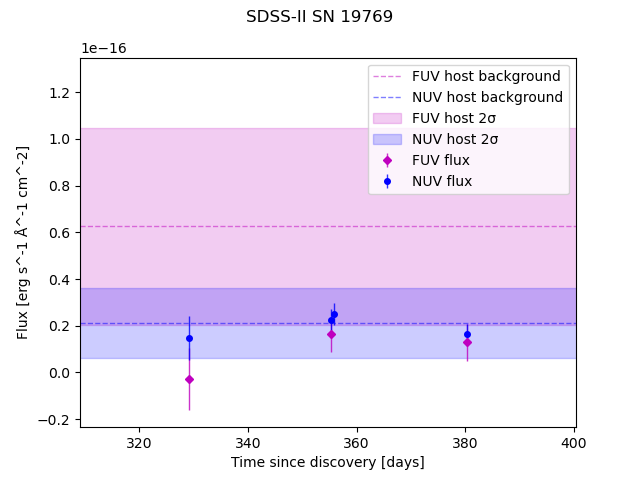 SDSS-II SN 19769
1e−16
FUV host background
NUV host background
FUV host 2σ
NUV host 2σ
FUV flux
NUV flux
1.2
1.0
0.8
0.6
0.4
0.2
0.0
−0.2
Flux [erg s^-1 Å^-1 cm^-2]
320
340
360
380
400
Time since discovery [days]